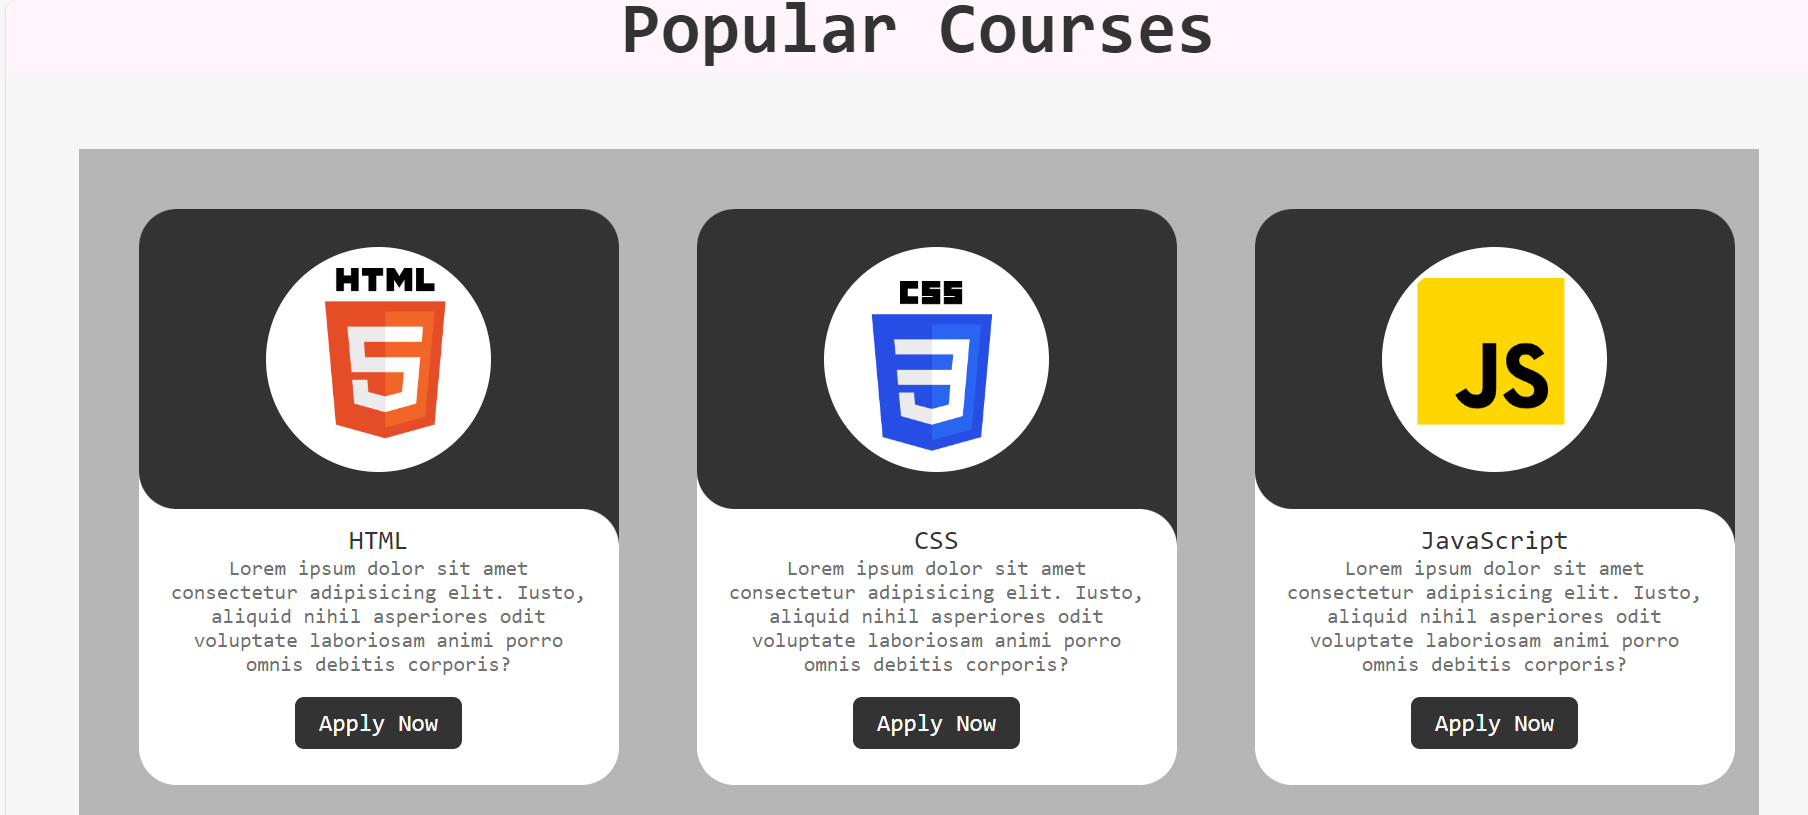 Popular Courses
HTML
HTML
Lorem ipsum dolor sit amet
consectetur adipisicing elit. Iusto,
aliquid nihil asperiores odit
voluptate laboriosam animi porro
omnis debitis corporis?
Apply Now
CSS
CSS
Lorem ipsum dolor sit amet
consectetur adipisicing elit. Iusto,
aliquid nihil asperiores odit
voluptate laboriosam animi porro
omnis debitis corporis?
Apply Now
JS
JavaScript
Lorem ipsum dolor sit amet
consectetur adipisicing elit. Iusto,
aliquid nihil asperiores odit
voluptate laboriosam animi porro
omnis debitis corporis?
Apply Now